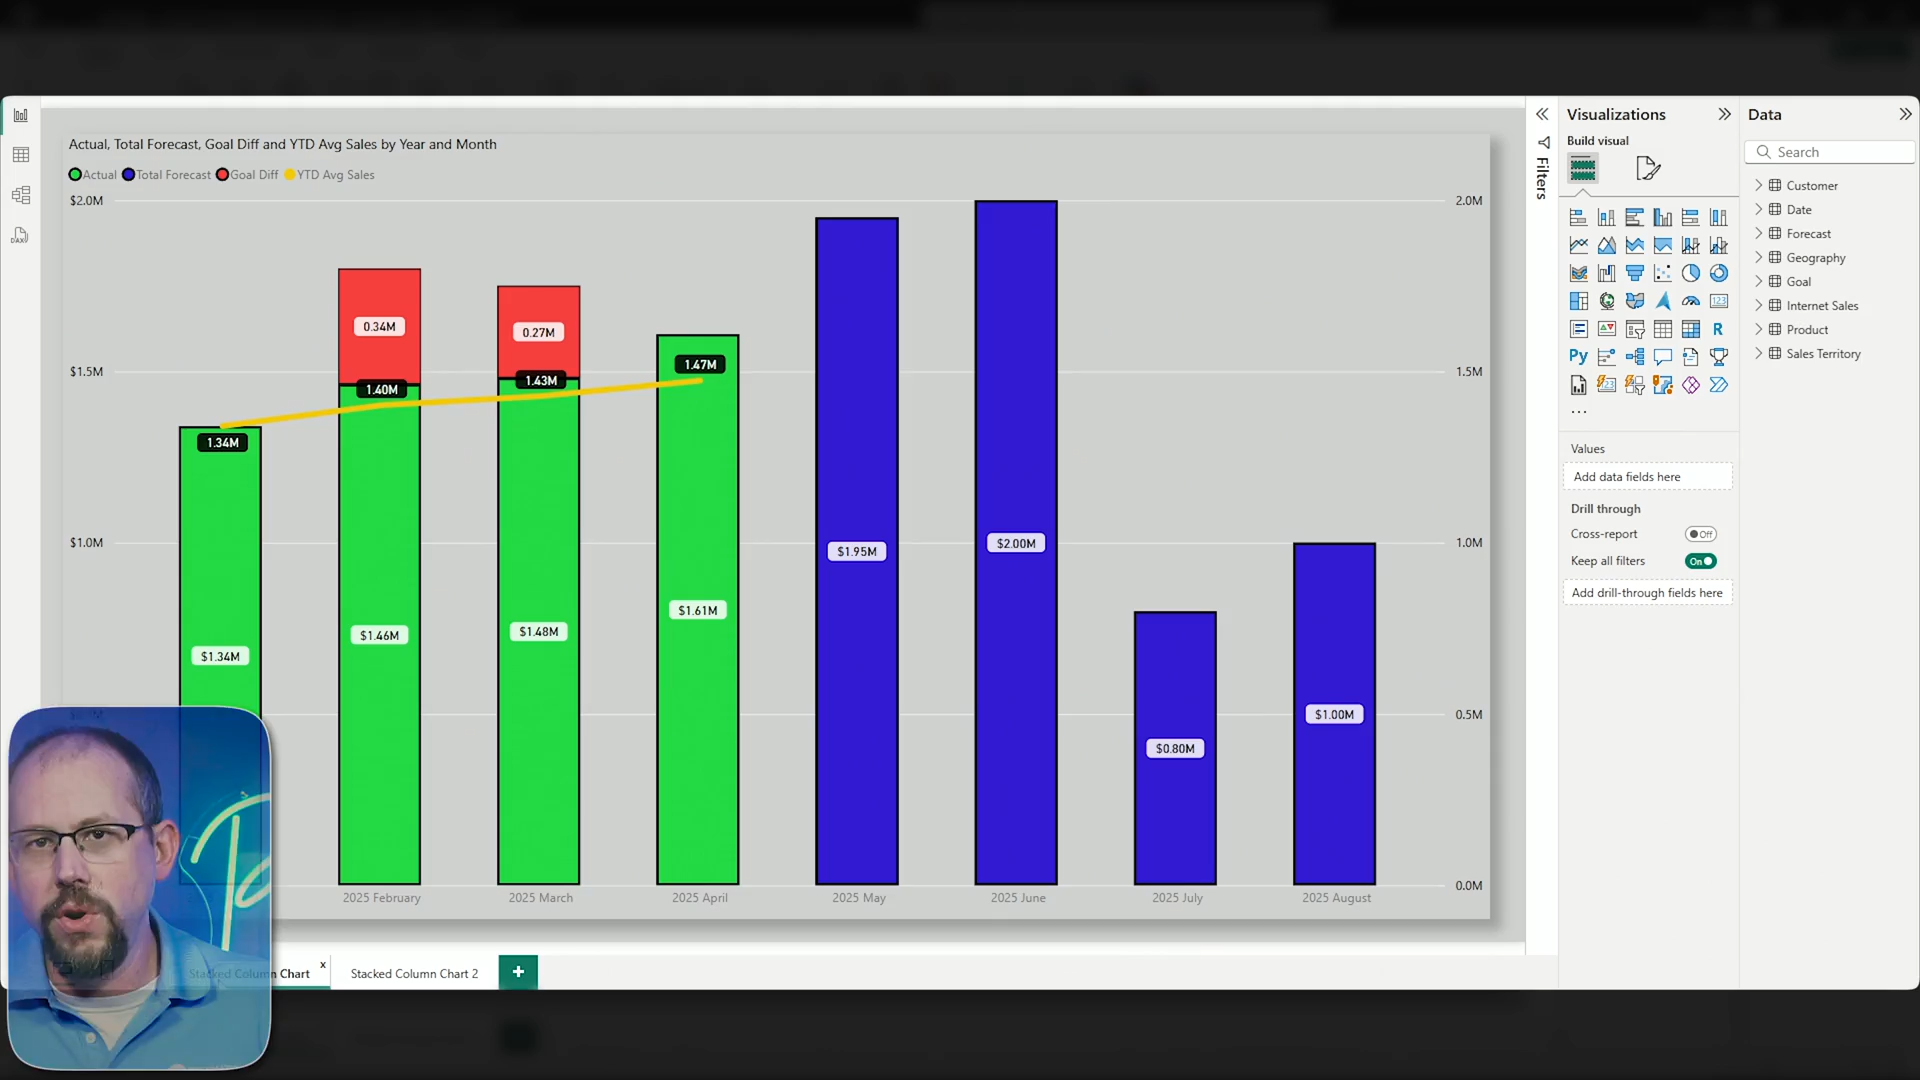 Actual, Total Forecast, Goal Diff and YTD Avg Sales by Year and Month
Actual Total Forecast Goal Diff YTD Avg Sales
$2.0M
$1.5M
$1.0M
2.0M
1.5M
1.0M
0.5M
0.0M
0.34M
0.27M
1.34M
1.40M
1.43M
1.47M
$1.34M
$1.46M
$1.48M
$1.61M
$1.95M
$2.00M
$0.80M
$1.00M
2025 February
2025 March
2025 April
2025 May
2025 June
2025 July
2025 August
Stacked Column Chart x
Stacked Column Chart 2
+
DAX
Filters
Visualizations
Build visual
123
R
Py
123
...
Values
Add data fields here
Drill through
Cross-report
Off
Keep all filters
On
Add drill-through fields here
Data
Search
Customer
Date
Forecast
Geography
Goal
Internet Sales
Product
Sales Territory